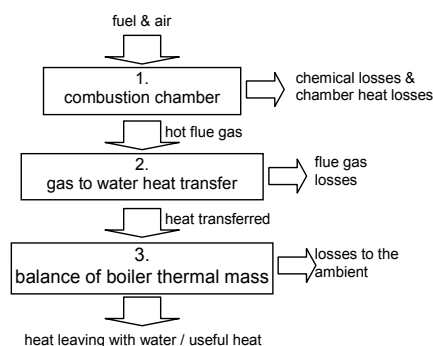 fuel & air
1.
combustion chamber
chemical losses &
chamber heat losses
hot flue gas
2.
gas to water heat transfer
flue gas
losses
heat transferred
3.
balance of boiler thermal mass
losses to the
ambient
heat leaving with water / useful heat